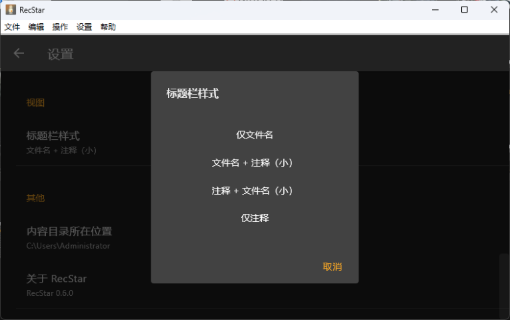 RecStar
文件 编辑 操作 设置 帮助
设置
视图
标题栏样式
文件名 + 注释（小）
其他
内容目录所在位置
C:\Users\Administrator
关于 RecStar
RecStar 0.6.0
标题栏样式
仅文件名
文件名 + 注释（小）
注释 + 文件名（小）
仅注释
取消